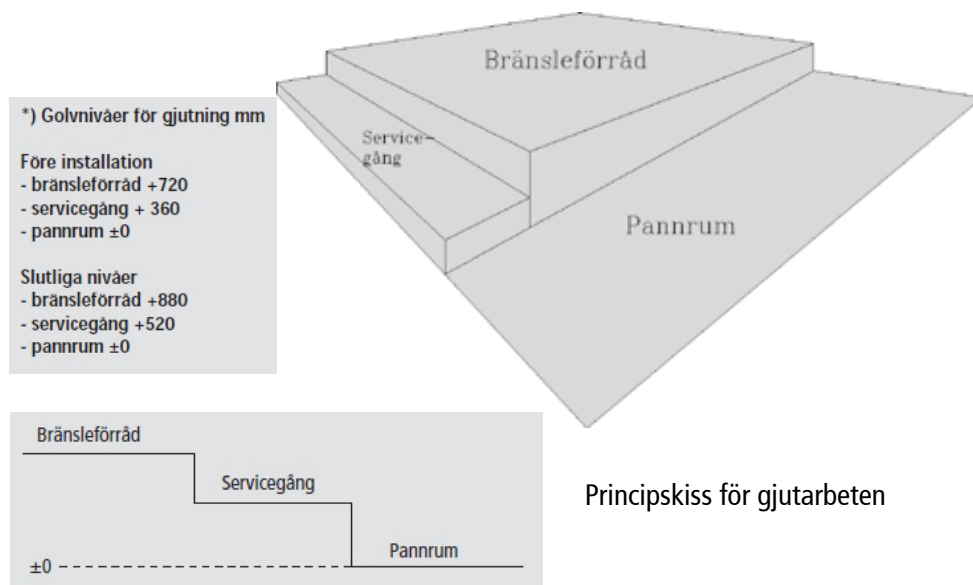 Bränsleförråd
Service-
gång
Pannrum
*) Golvnivåer för gjutning mm
Före installation
- bränsleförråd +720
- servicegång + 360
- pannrum ±0
Slutliga nivåer
- bränsleförråd +880
- servicegång +520
- pannrum ±0
Bränsleförråd
Servicegång
Pannrum
±0
Principskiss för gjutarbeten